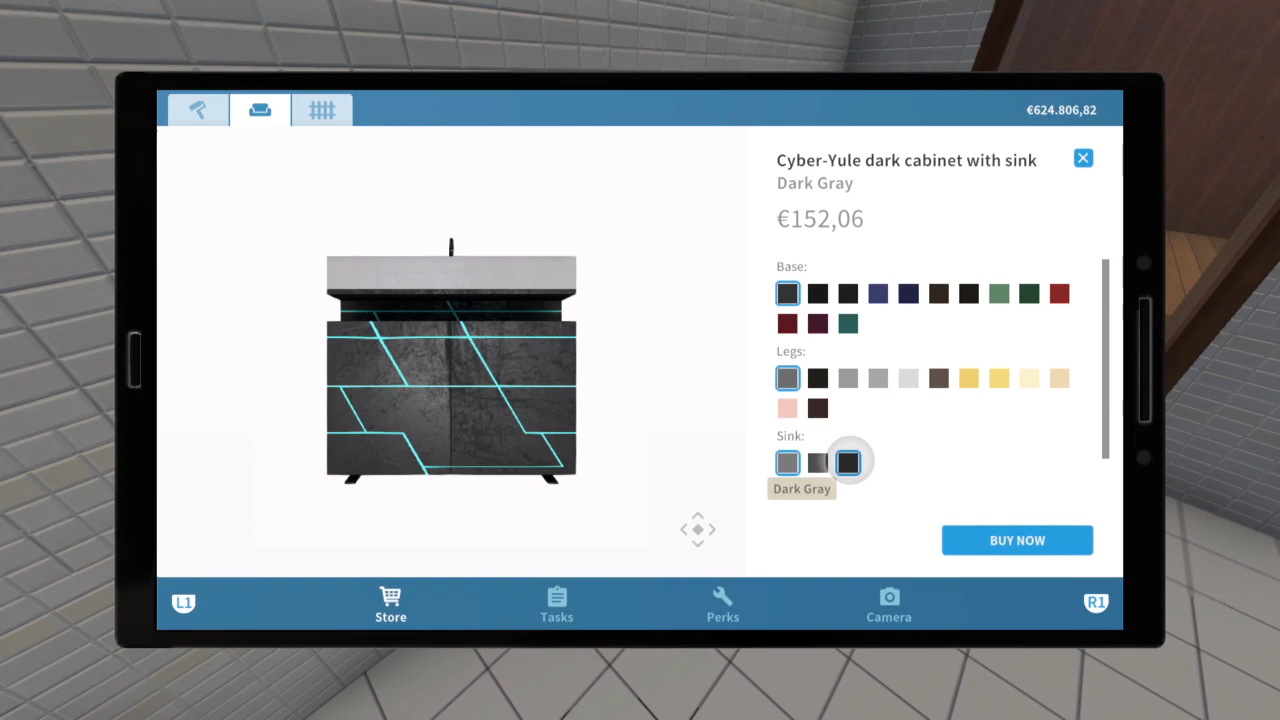 €624.806,82
Cyber-Yule dark cabinet with sink
Dark Gray
€152,06
Base:
Legs:
Sink:
Dark Gray
BUY NOW
L1
Store
Tasks
Perks
Camera
R1